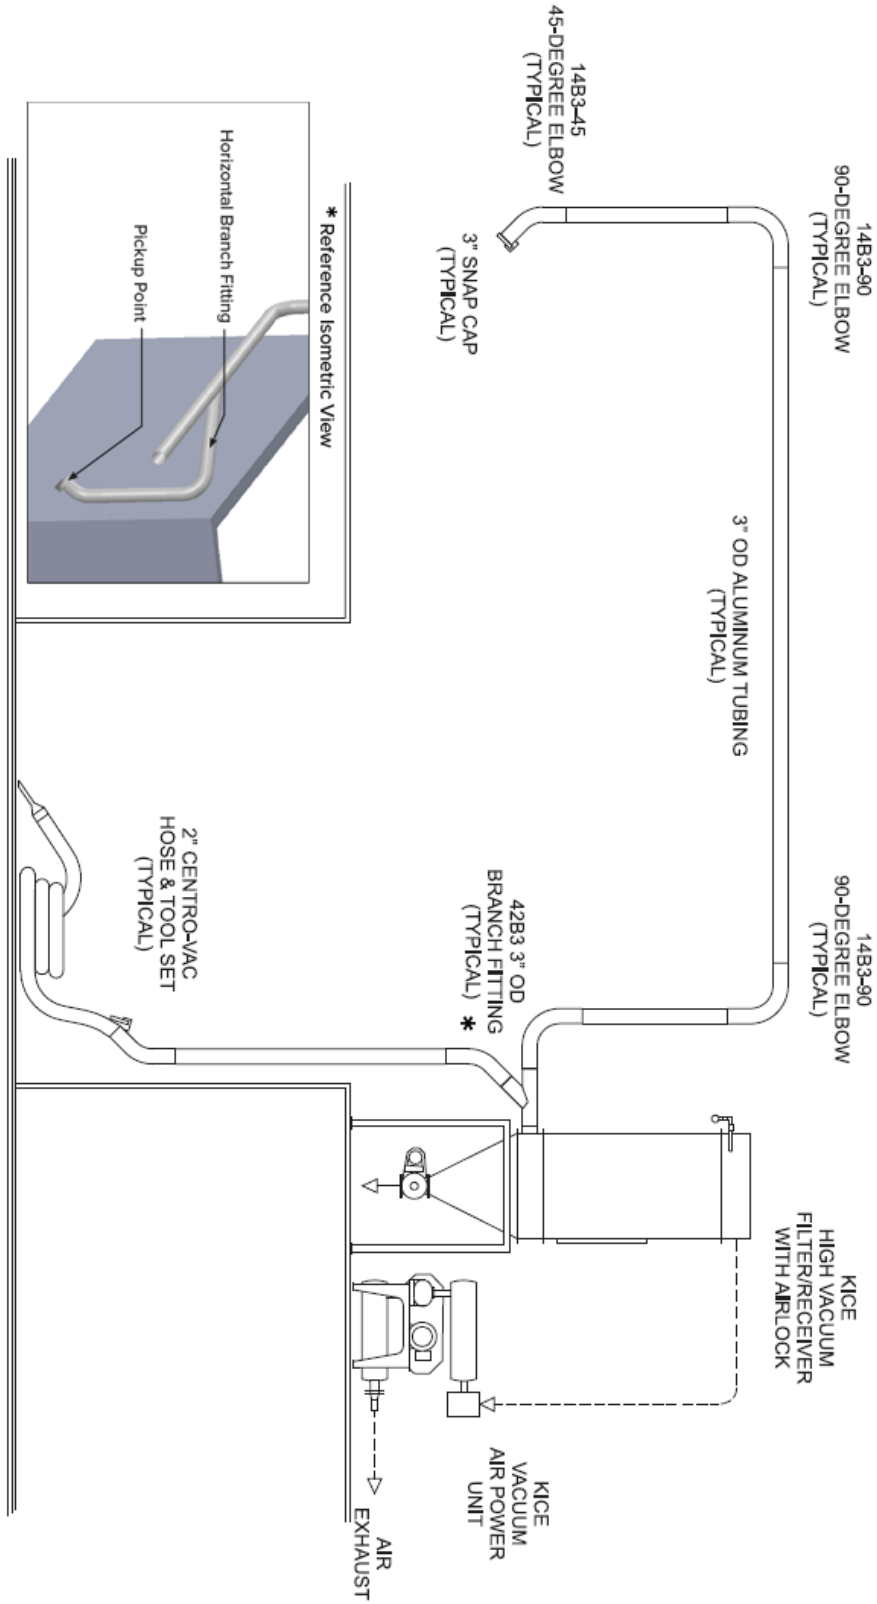 14B3-45
45-DEGREE ELBOW
(TYPICAL)
14B3-90
90-DEGREE ELBOW
(TYPICAL)
3" SNAP CAP
(TYPICAL)
3" OD ALUMINUM TUBING
(TYPICAL)
14B3-90
90-DEGREE ELBOW
(TYPICAL)
42B3 3" OD
BRANCH FITTING
(TYPICAL) *
KICE
HIGH VACUUM
FILTER/RECEIVER
WITH AIRLOCK
KICE
VACUUM
AIR POWER
UNIT
AIR
EXHAUST
2" CENTRO-VAC
HOSE & TOOL SET
(TYPICAL)
* Reference Isometric View
Horizontal Branch Fitting
Pickup Point